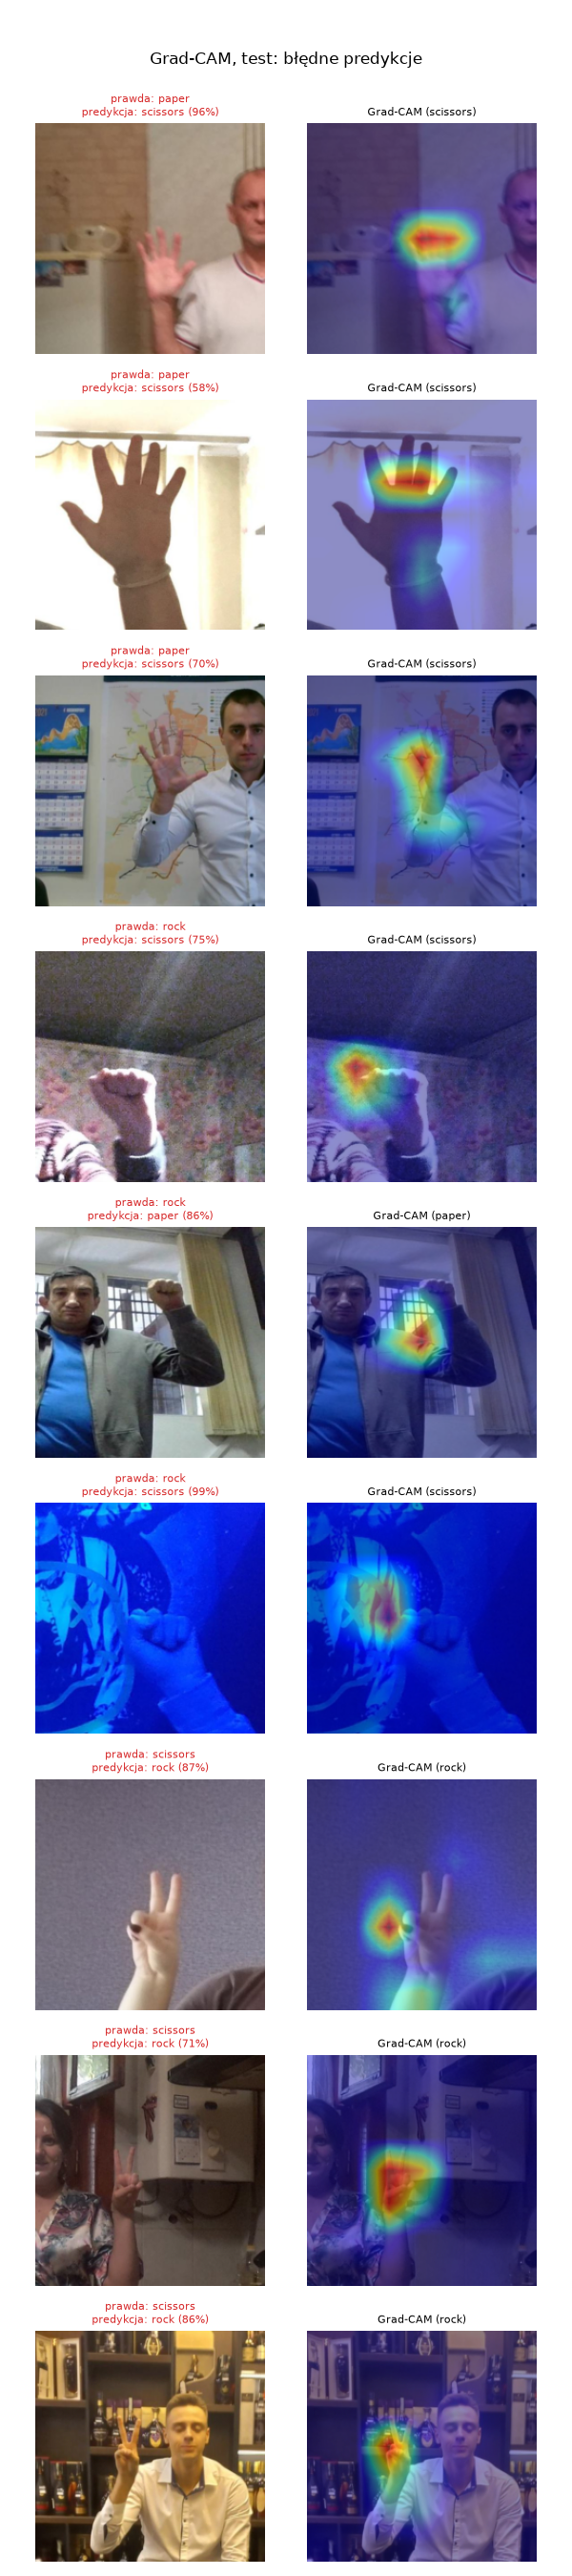 Grad-CAM, test: błędne predykcje
prawda: paper
predykcja: scissors (96%)
Grad-CAM (scissors)
prawda: paper
predykcja: scissors (58%)
Grad-CAM (scissors)
prawda: paper
predykcja: scissors (70%)
Grad-CAM (scissors)
prawda: rock
predykcja: scissors (75%)
Grad-CAM (scissors)
prawda: rock
predykcja: paper (86%)
Grad-CAM (paper)
prawda: rock
predykcja: scissors (99%)
Grad-CAM (scissors)
prawda: scissors
predykcja: rock (87%)
Grad-CAM (rock)
prawda: scissors
predykcja: rock (71%)
Grad-CAM (rock)
prawda: scissors
predykcja: rock (86%)
Grad-CAM (rock)